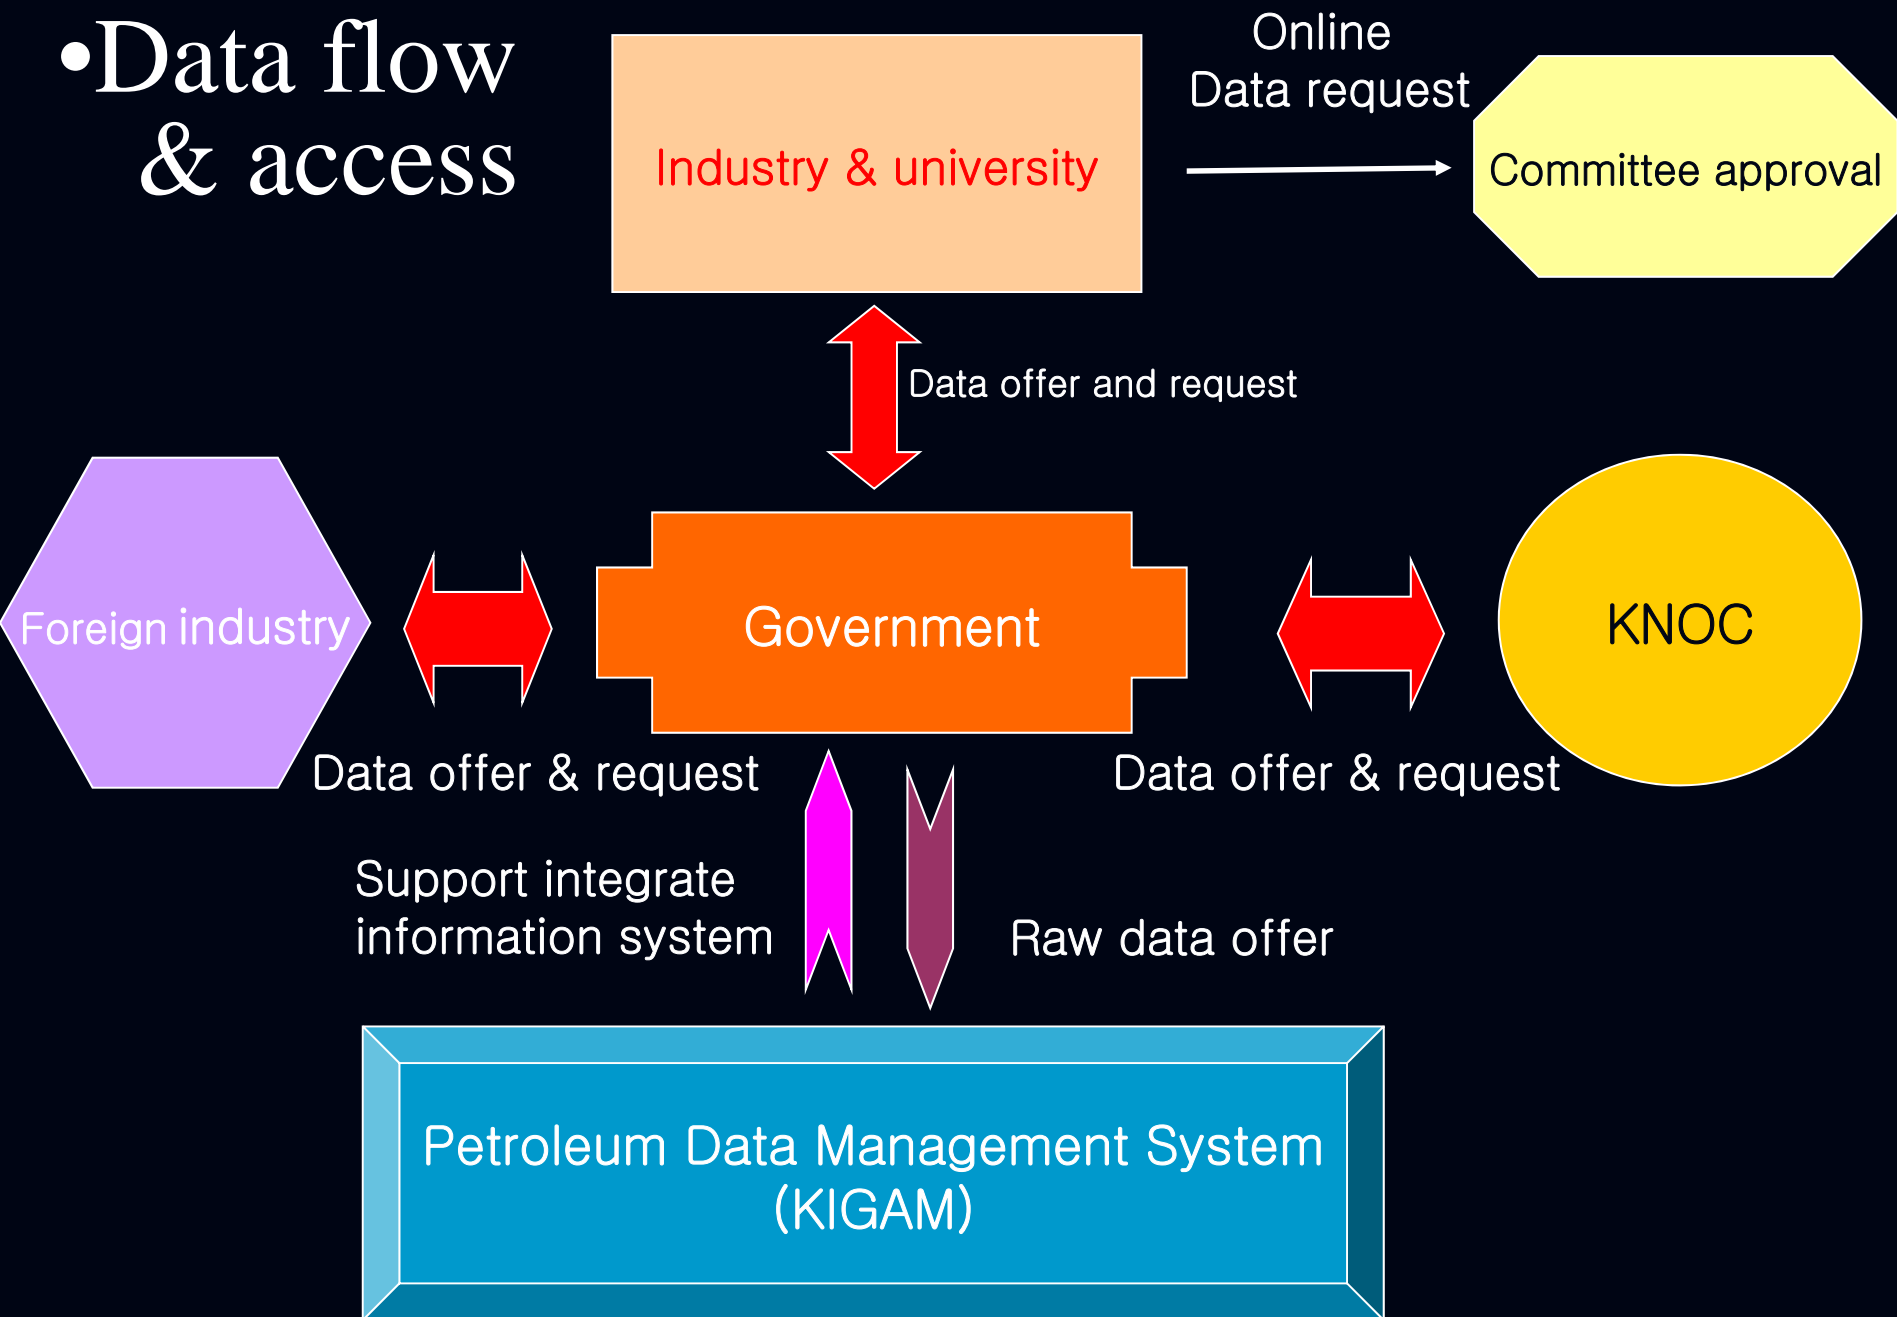 •Data flow
& access
Industry & university
Online
Data request
Committee approval
Data offer and request
Foreign industry
Government
KNOC
Data offer & request
Data offer & request
Support integrate
information system
Raw data offer
Petroleum Data Management System
(KIGAM)